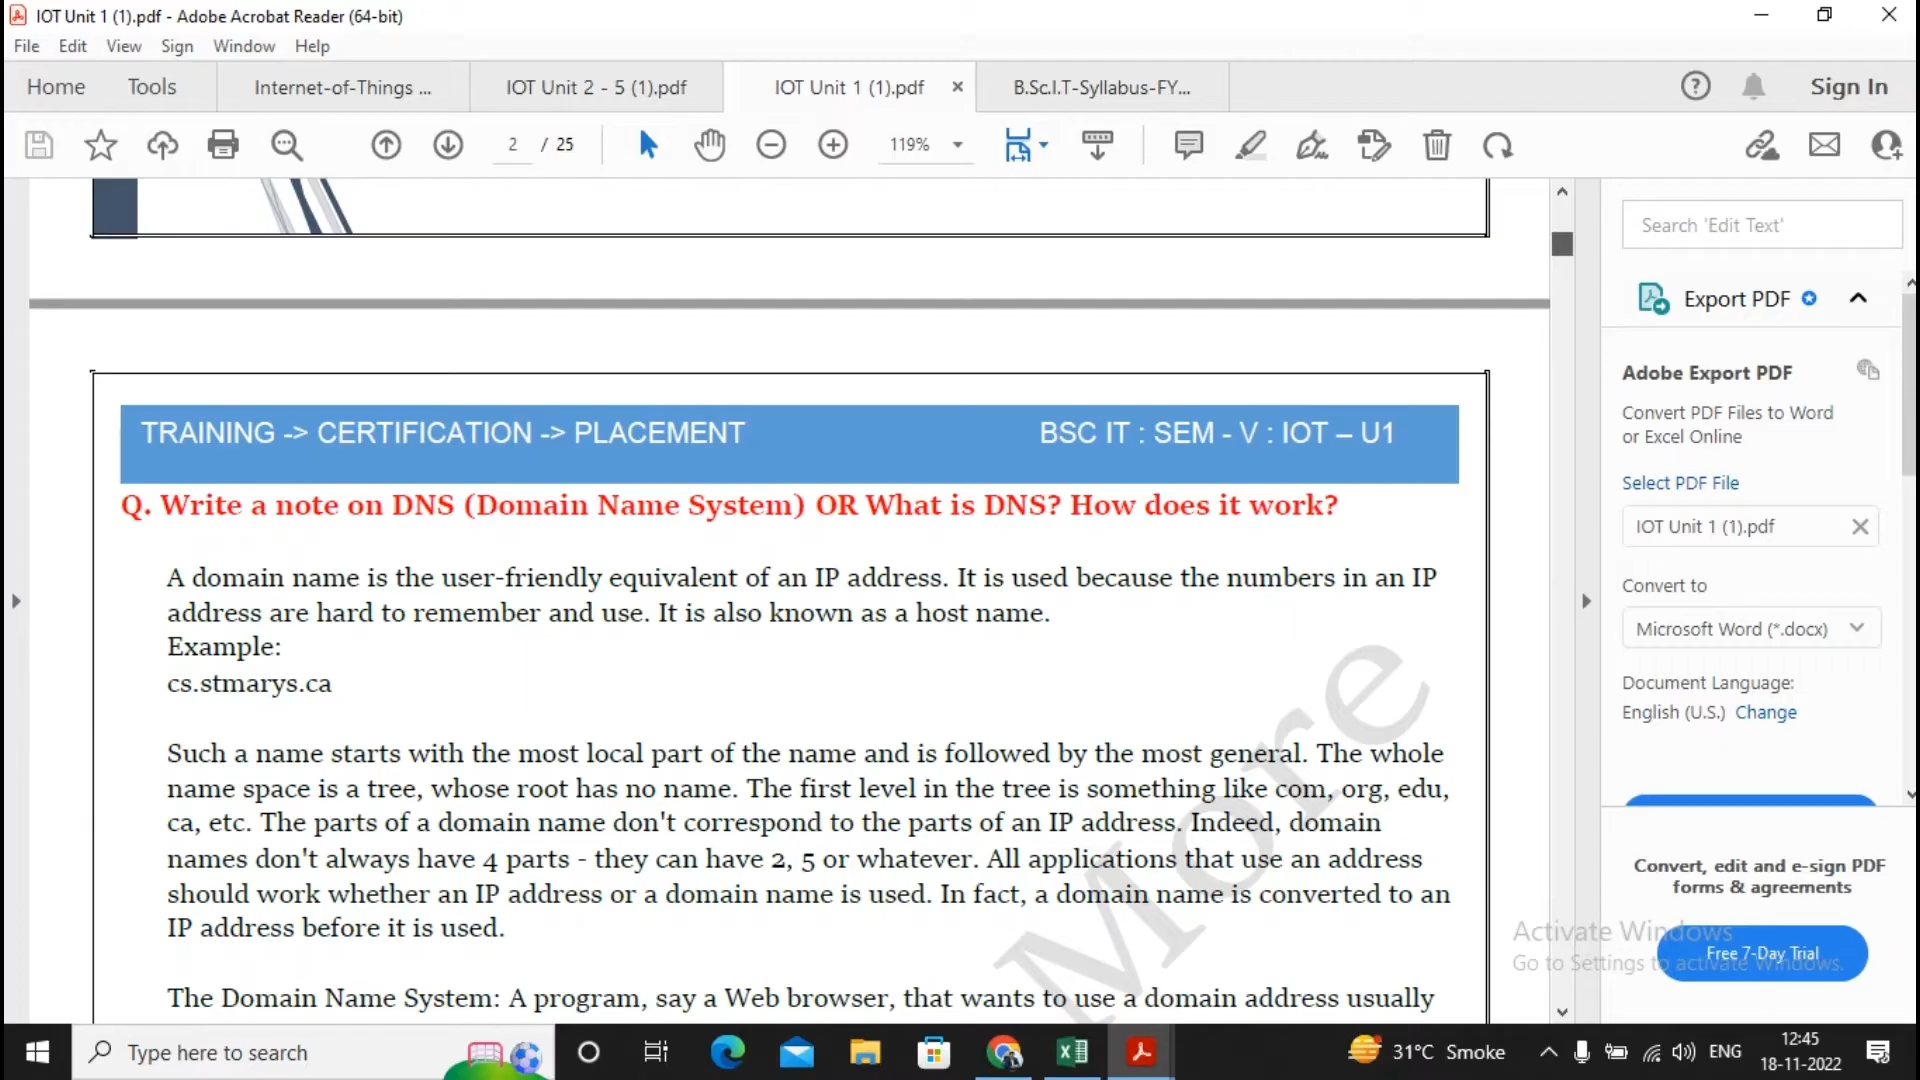 IOT Unit 1 (1).pdf - Adobe Acrobat Reader (64-bit)
File Edit View Sign Window Help
Home Tools Internet-of-Things ... IOT Unit 2 - 5 (1).pdf IOT Unit 1 (1).pdf B.Sc.I.T-Syllabus-FY... Sign In
2 / 25 119%
TRAINING -> CERTIFICATION -> PLACEMENT BSC IT : SEM - V : IOT – U1
Q. Write a note on DNS (Domain Name System) OR What is DNS? How does it work?
A domain name is the user-friendly equivalent of an IP address. It is used because the numbers in an IP
address are hard to remember and use. It is also known as a host name.
Example:
cs.stmarys.ca
Such a name starts with the most local part of the name and is followed by the most general. The whole
name space is a tree, whose root has no name. The first level in the tree is something like com, org, edu,
ca, etc. The parts of a domain name don't correspond to the parts of an IP address. Indeed, domain
names don't always have 4 parts - they can have 2, 5 or whatever. All applications that use an address
should work whether an IP address or a domain name is used. In fact, a domain name is converted to an
IP address before it is used.
The Domain Name System: A program, say a Web browser, that wants to use a domain address usually
More
Search 'Edit Text'
Export PDF
Adobe Export PDF
Convert PDF Files to Word
or Excel Online
Select PDF File
IOT Unit 1 (1).pdf
Convert to
Microsoft Word (*.docx)
Document Language:
English (U.S.) Change
Convert, edit and e-sign PDF
forms & agreements
Free 7-Day Trial
Activate Windows
Go to Settings to activate Windows.
Type here to search
31°C Smoke
ENG
12:45
18-11-2022